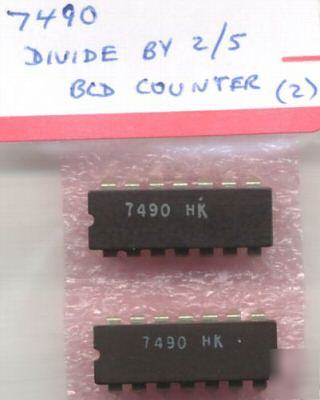 7490
DIVIDE BY 2/5
BCD COUNTER (2)
7490 HK
7490 HK